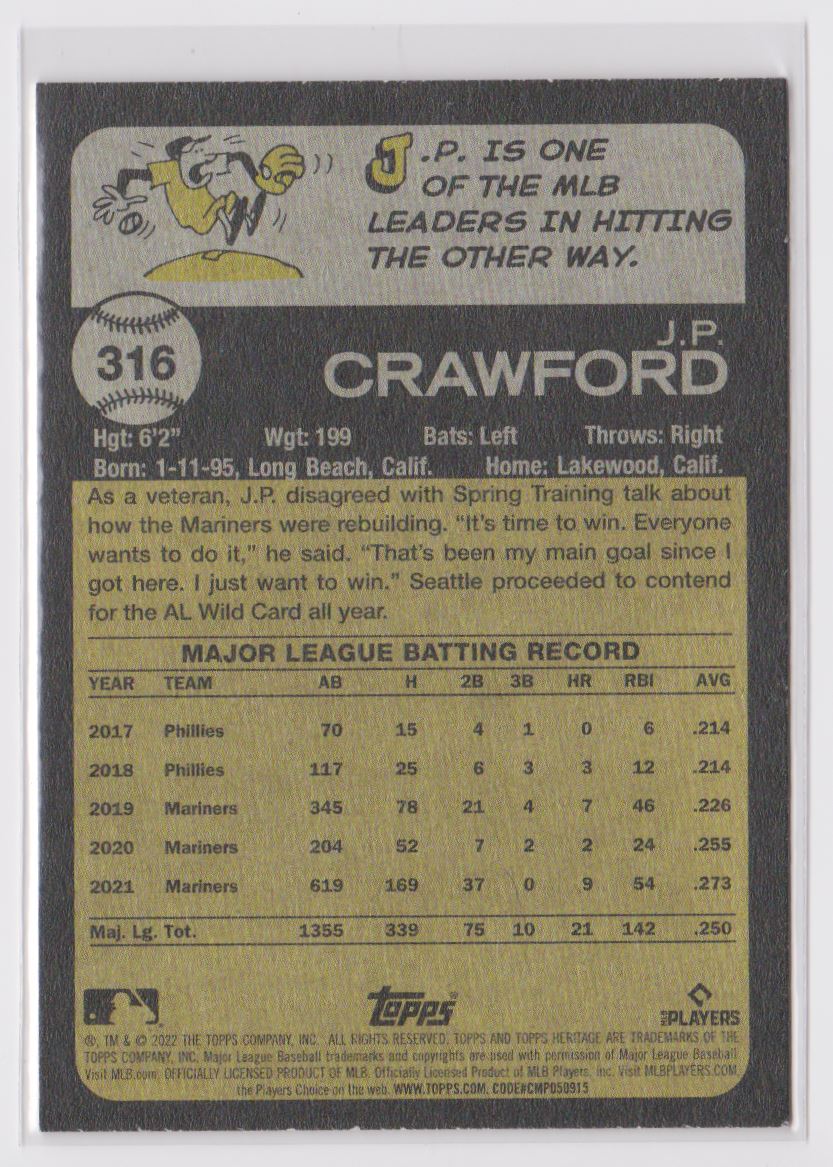 J.P. IS ONE
OF THE MLB
LEADERS IN HITTING
THE OTHER WAY.
316
J.P.
CRAWFORD
Hgt: 6'2" Wgt: 199 Bats: Left Throws: Right
Born: 1-11-95, Long Beach, Calif. Home: Lakewood, Calif.
As a veteran, J.P. disagreed with Spring Training talk about
how the Mariners were rebuilding. “It’s time to win. Everyone
wants to do it,” he said. “That’s been my main goal since I
got here. I just want to win.” Seattle proceeded to contend
for the AL Wild Card all year.
MAJOR LEAGUE BATTING RECORD
YEAR TEAM AB H 2B 3B HR RBI AVG
2017 Phillies 70 15 4 1 0 6 .214
2018 Phillies 117 25 6 3 3 12 .214
2019 Mariners 345 78 21 4 7 46 .226
2020 Mariners 204 52 7 2 2 24 .255
2021 Mariners 619 169 37 0 9 54 .273
Maj. Lg. Tot. 1355 339 75 10 21 142 .250
topps®
MLB PLAYERS
®, TM & © 2022 THE TOPPS COMPANY, INC. ALL RIGHTS RESERVED. TOPPS AND TOPPS HERITAGE ARE TRADEMARKS OF THE
TOPPS COMPANY, INC. Major League Baseball trademarks and copyrights are used with permission of Major League Baseball.
Visit MLB.com. OFFICIALLY LICENSED PRODUCT OF MLB. Officially Licensed Product of MLB Players, Inc. Visit MLBPLAYERS.COM,
the Players Choice on the web. WWW.TOPPS.COM. CODE#CMP050915